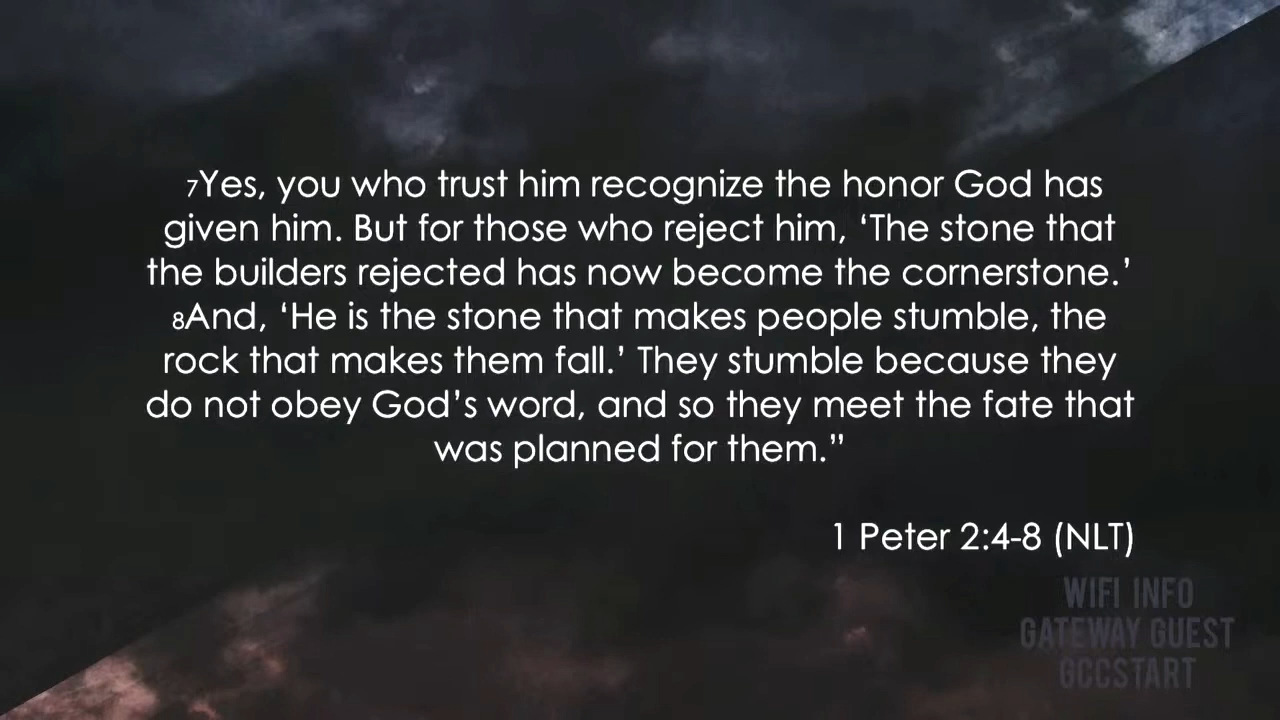 7Yes, you who trust him recognize the honor God has
given him. But for those who reject him, ‘The stone that
the builders rejected has now become the cornerstone.’
8And, ‘He is the stone that makes people stumble, the
rock that makes them fall.’ They stumble because they
do not obey God’s word, and so they meet the fate that
was planned for them.”
1 Peter 2:4-8 (NLT)
WIFI INFO
GATEWAY GUEST
GCCSTART